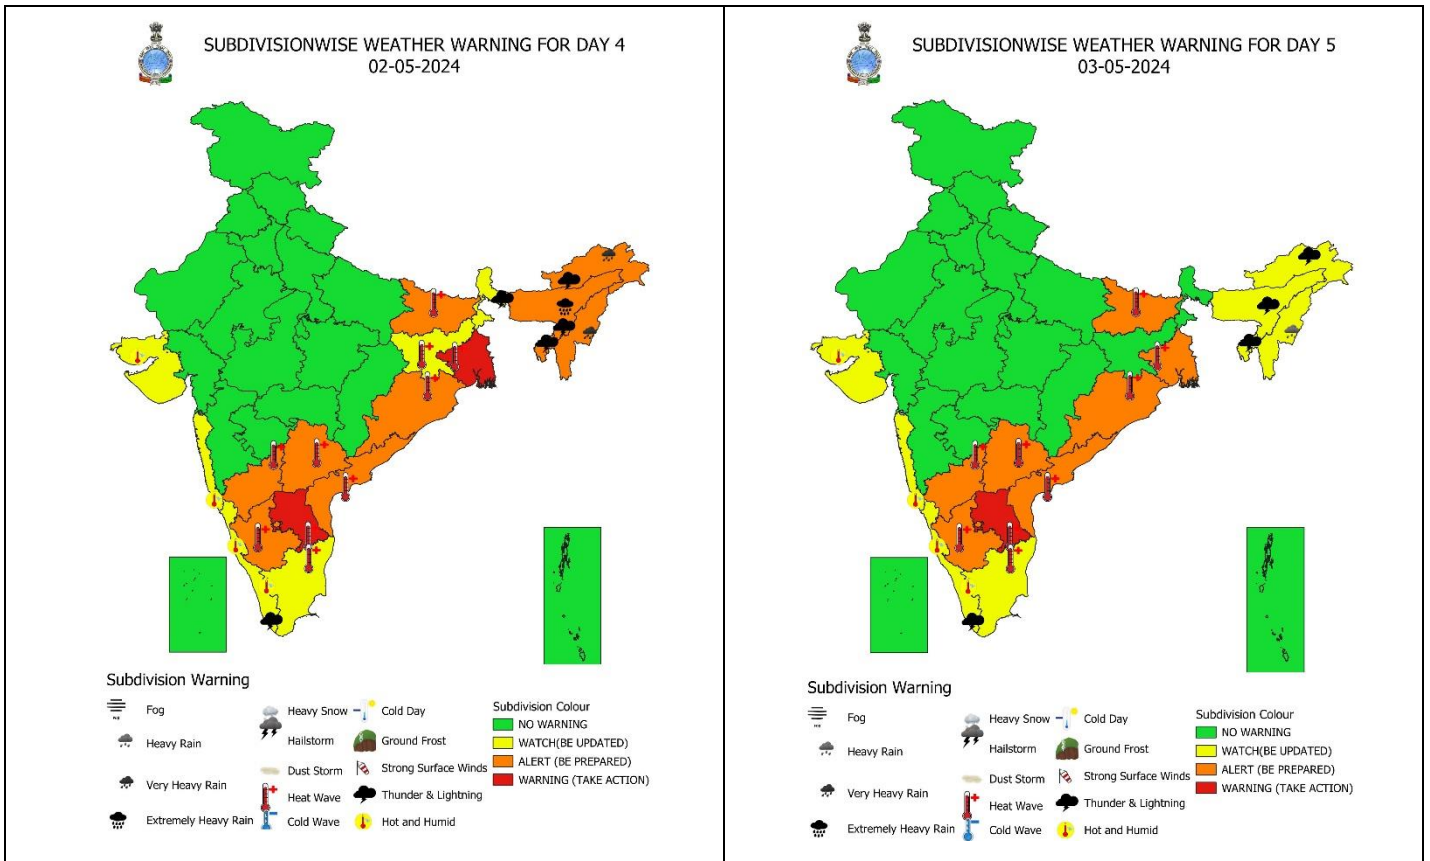 SUBDIVISIONWISE WEATHER WARNING FOR DAY 4
02-05-2024
Subdivision Warning
Fog
Heavy Rain
Very Heavy Rain
Extremely Heavy Rain
Heavy Snow
Hailstorm
Dust Storm
Heat Wave
Cold Wave
Cold Day
Ground Frost
Strong Surface Winds
Thunder & Lightning
Hot and Humid
Subdivision Colour
NO WARNING
WATCH(BE UPDATED)
ALERT (BE PREPARED)
WARNING (TAKE ACTION)
SUBDIVISIONWISE WEATHER WARNING FOR DAY 5
03-05-2024
Subdivision Warning
Fog
Heavy Rain
Very Heavy Rain
Extremely Heavy Rain
Heavy Snow
Hailstorm
Dust Storm
Heat Wave
Cold Wave
Cold Day
Ground Frost
Strong Surface Winds
Thunder & Lightning
Hot and Humid
Subdivision Colour
NO WARNING
WATCH(BE UPDATED)
ALERT (BE PREPARED)
WARNING (TAKE ACTION)